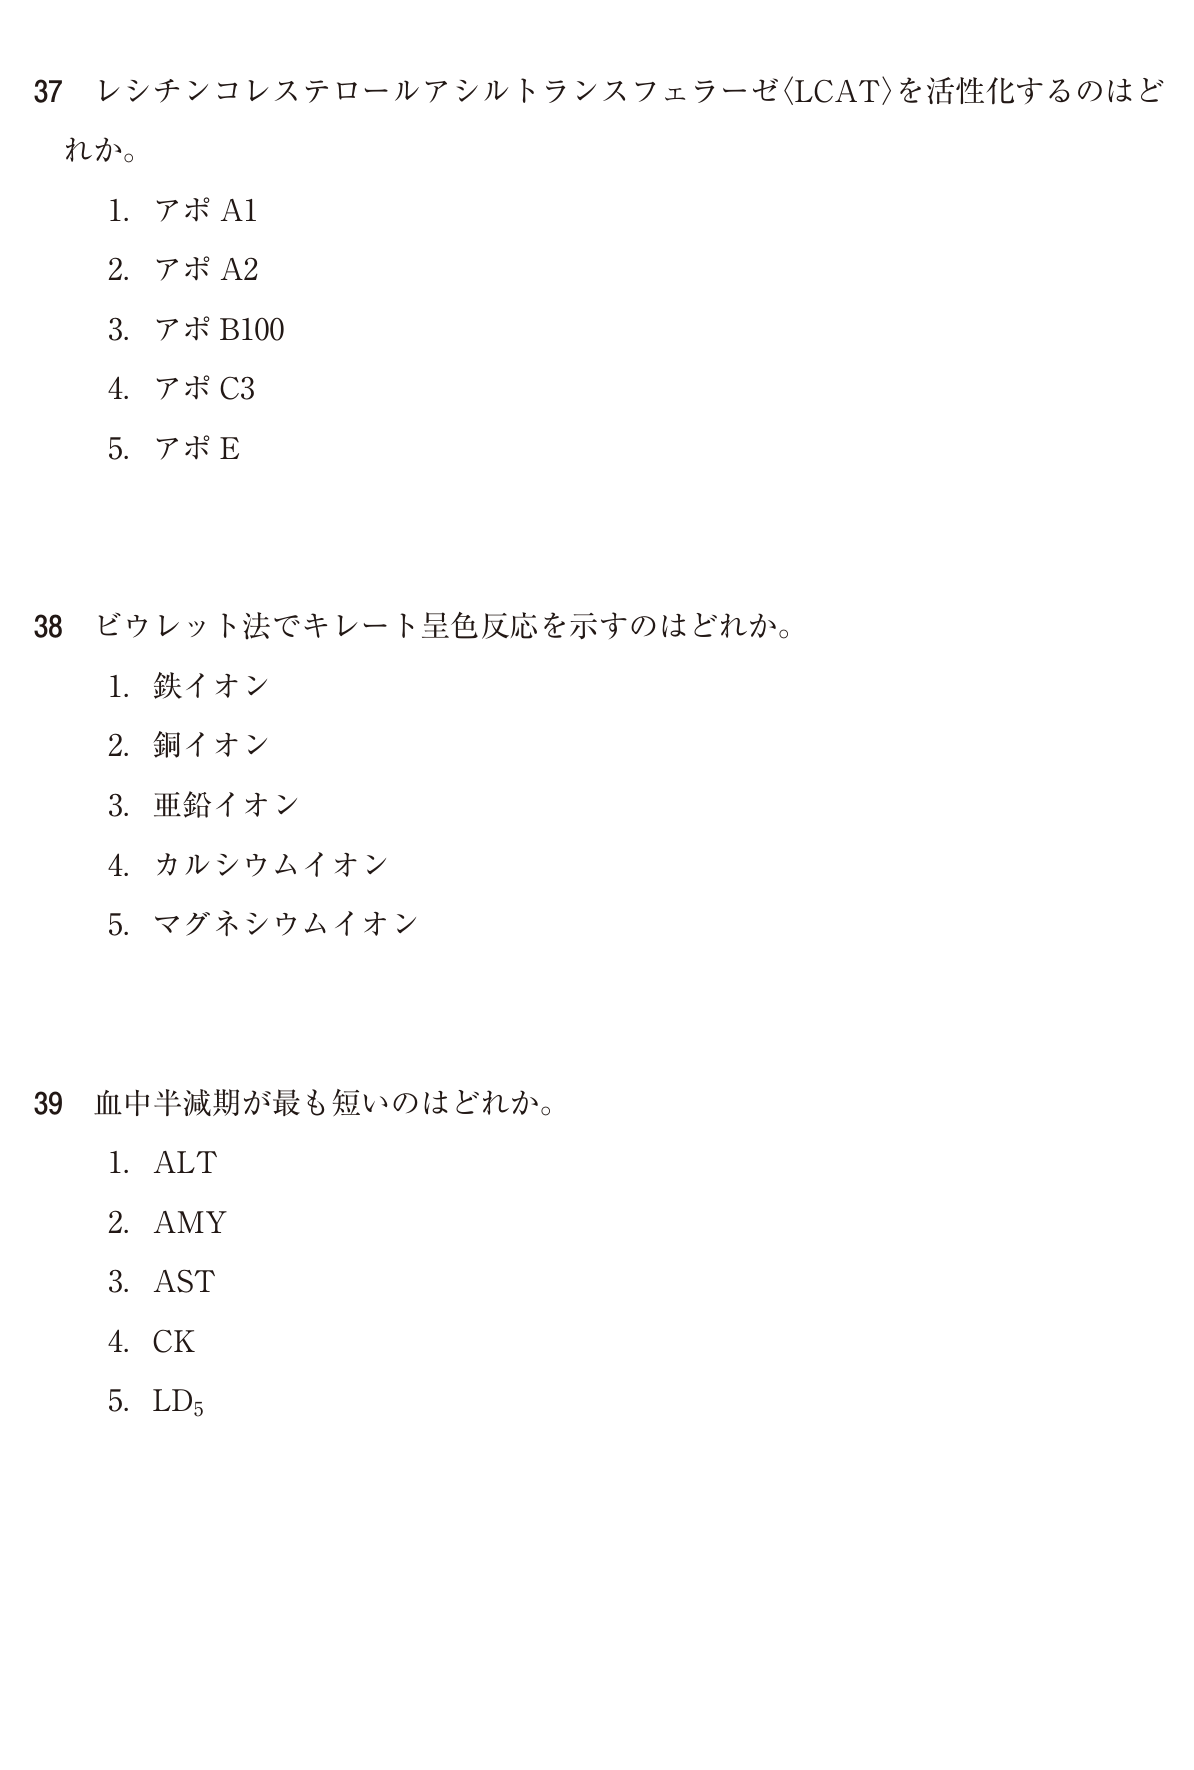 37 レシチンコレステロールアシルトランスフェラーゼ〈LCAT〉を活性化するのはど
れか。
1. アポ A1
2. アポ A2
3. アポ B100
4. アポ C3
5. アポ E
38 ビウレット法でキレート呈色反応を示すのはどれか。
1. 鉄イオン
2. 銅イオン
3. 亜鉛イオン
4. カルシウムイオン
5. マグネシウムイオン
39 血中半減期が最も短いのはどれか。
1. ALT
2. AMY
3. AST
4. CK
5. LD₅